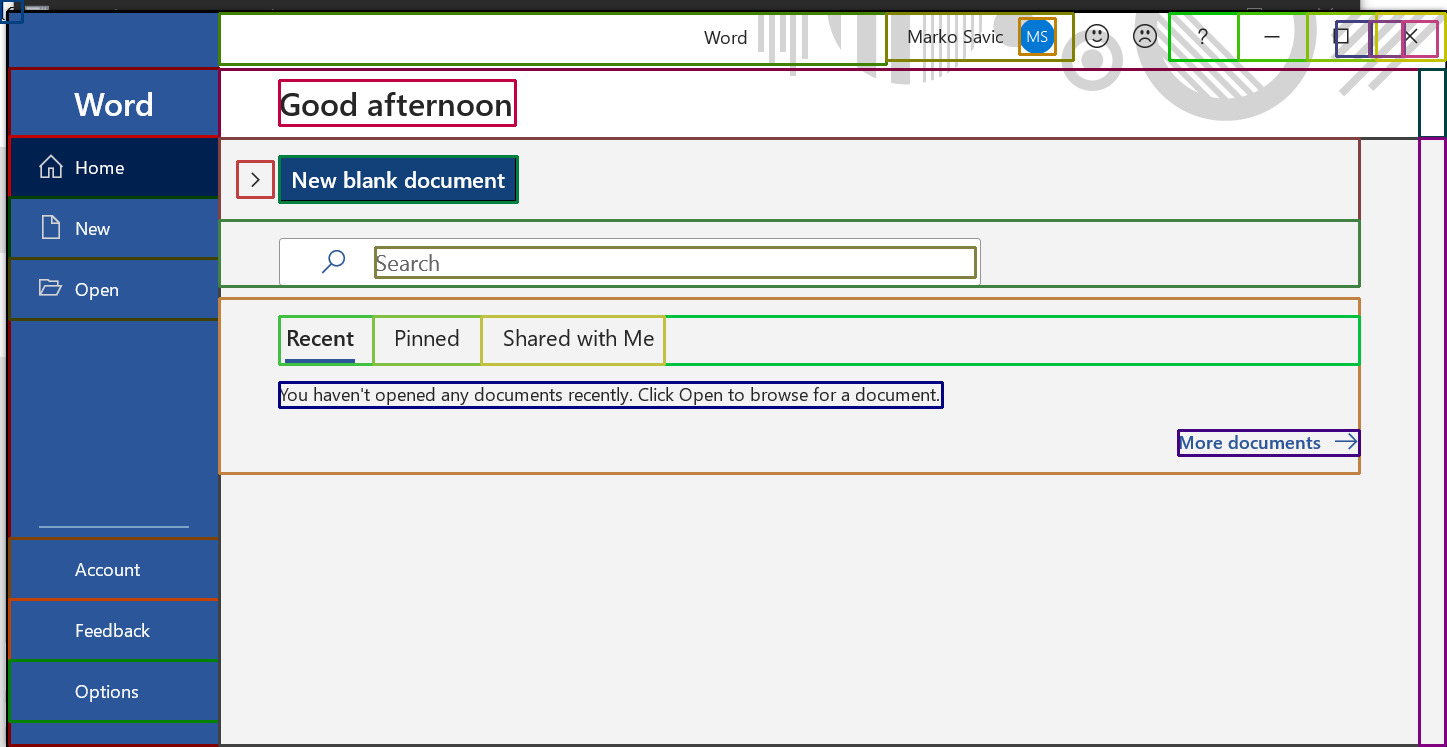 Word
Marko Savic
MS
?
Word
Good afternoon
Home
New blank document
New
Search
Open
Recent
Pinned
Shared with Me
You haven't opened any documents recently. Click Open to browse for a document.
More documents
Account
Feedback
Options